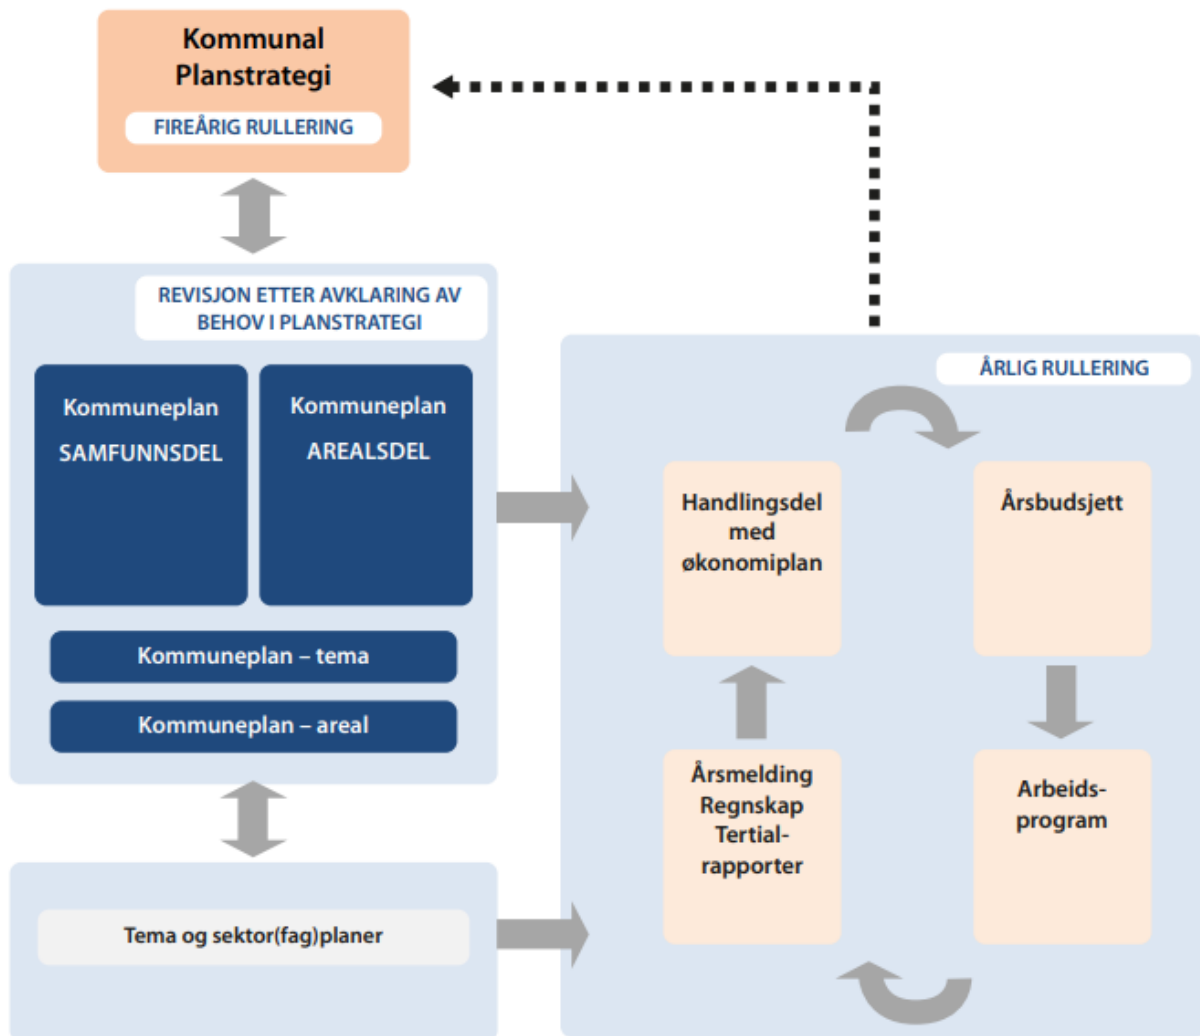 Kommunal
Planstrategi
FIREÅRIG RULLERING
REVISJON ETTER AVKLARING AV
BEHOV I PLANSTRATEGI
Kommuneplan
SAMFUNNSDEL
Kommuneplan
AREALSDEL
Kommuneplan – tema
Kommuneplan – areal
Tema og sektor(fag)planer
ÅRLIG RULLERING
Handlingsdel
med
økonomiplan
Årsbudsjett
Årsmelding
Regnskap
Tertial-
rapporter
Arbeids-
program